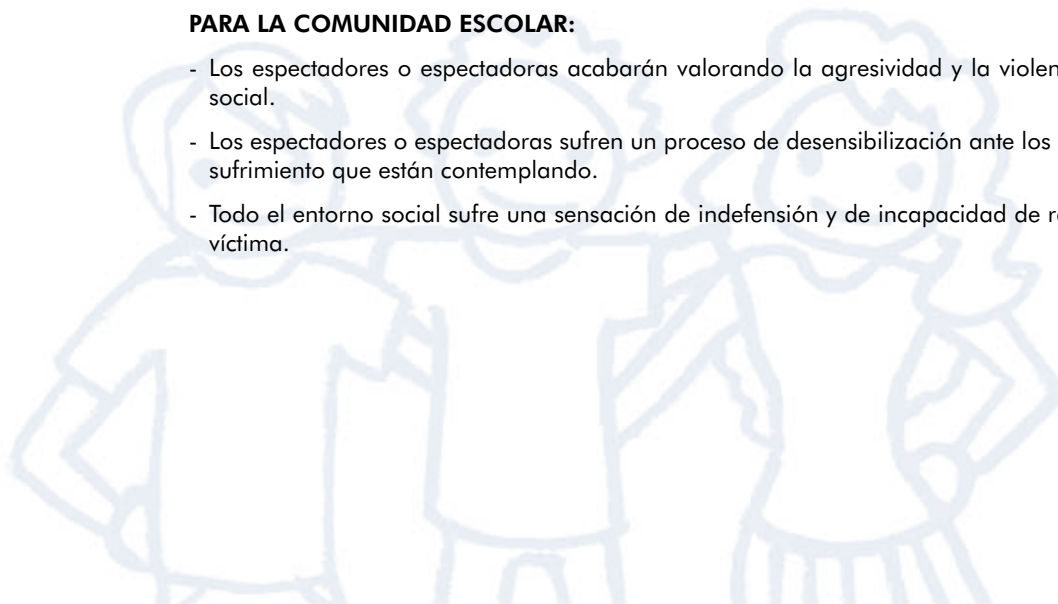 PARA LA COMUNIDAD ESCOLAR:
- Los espectadores o espectadoras acabarán valorando la agresividad y la
social.
- Los espectadores o espectadoras sufren un proceso de desensibilización ante los
sufrimiento que están contemplando.
- Todo el entorno social sufre una sensación de indefensión y de incapacidad de
víctima.